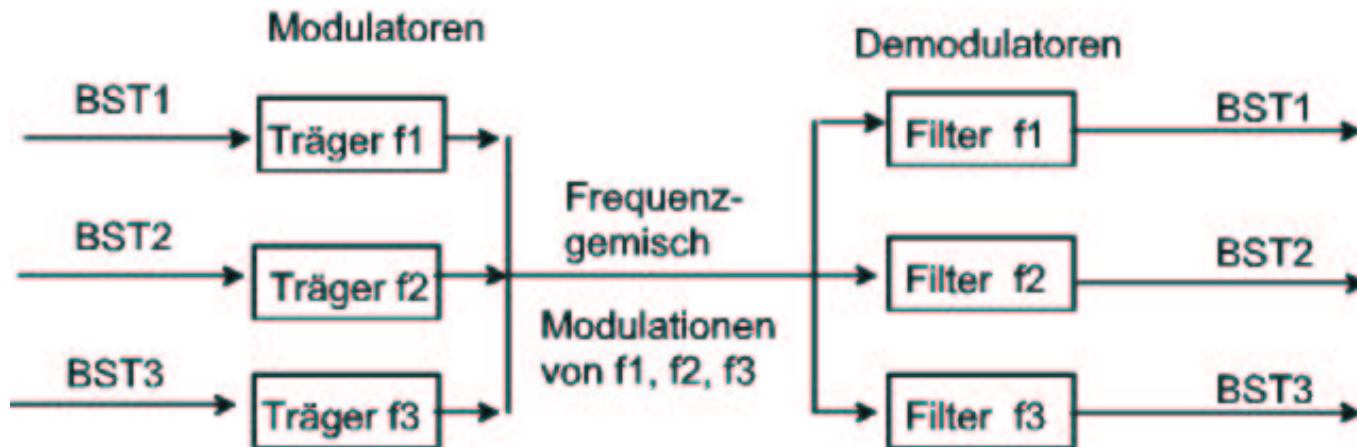 Modulatoren
Demodulatoren
BST1
Träger f1
Filter f1
BST1
Frequenz-
gemisch
BST2
Träger f2
Filter f2
BST2
Modulationen
von f1, f2, f3
BST3
Träger f3
Filter f3
BST3